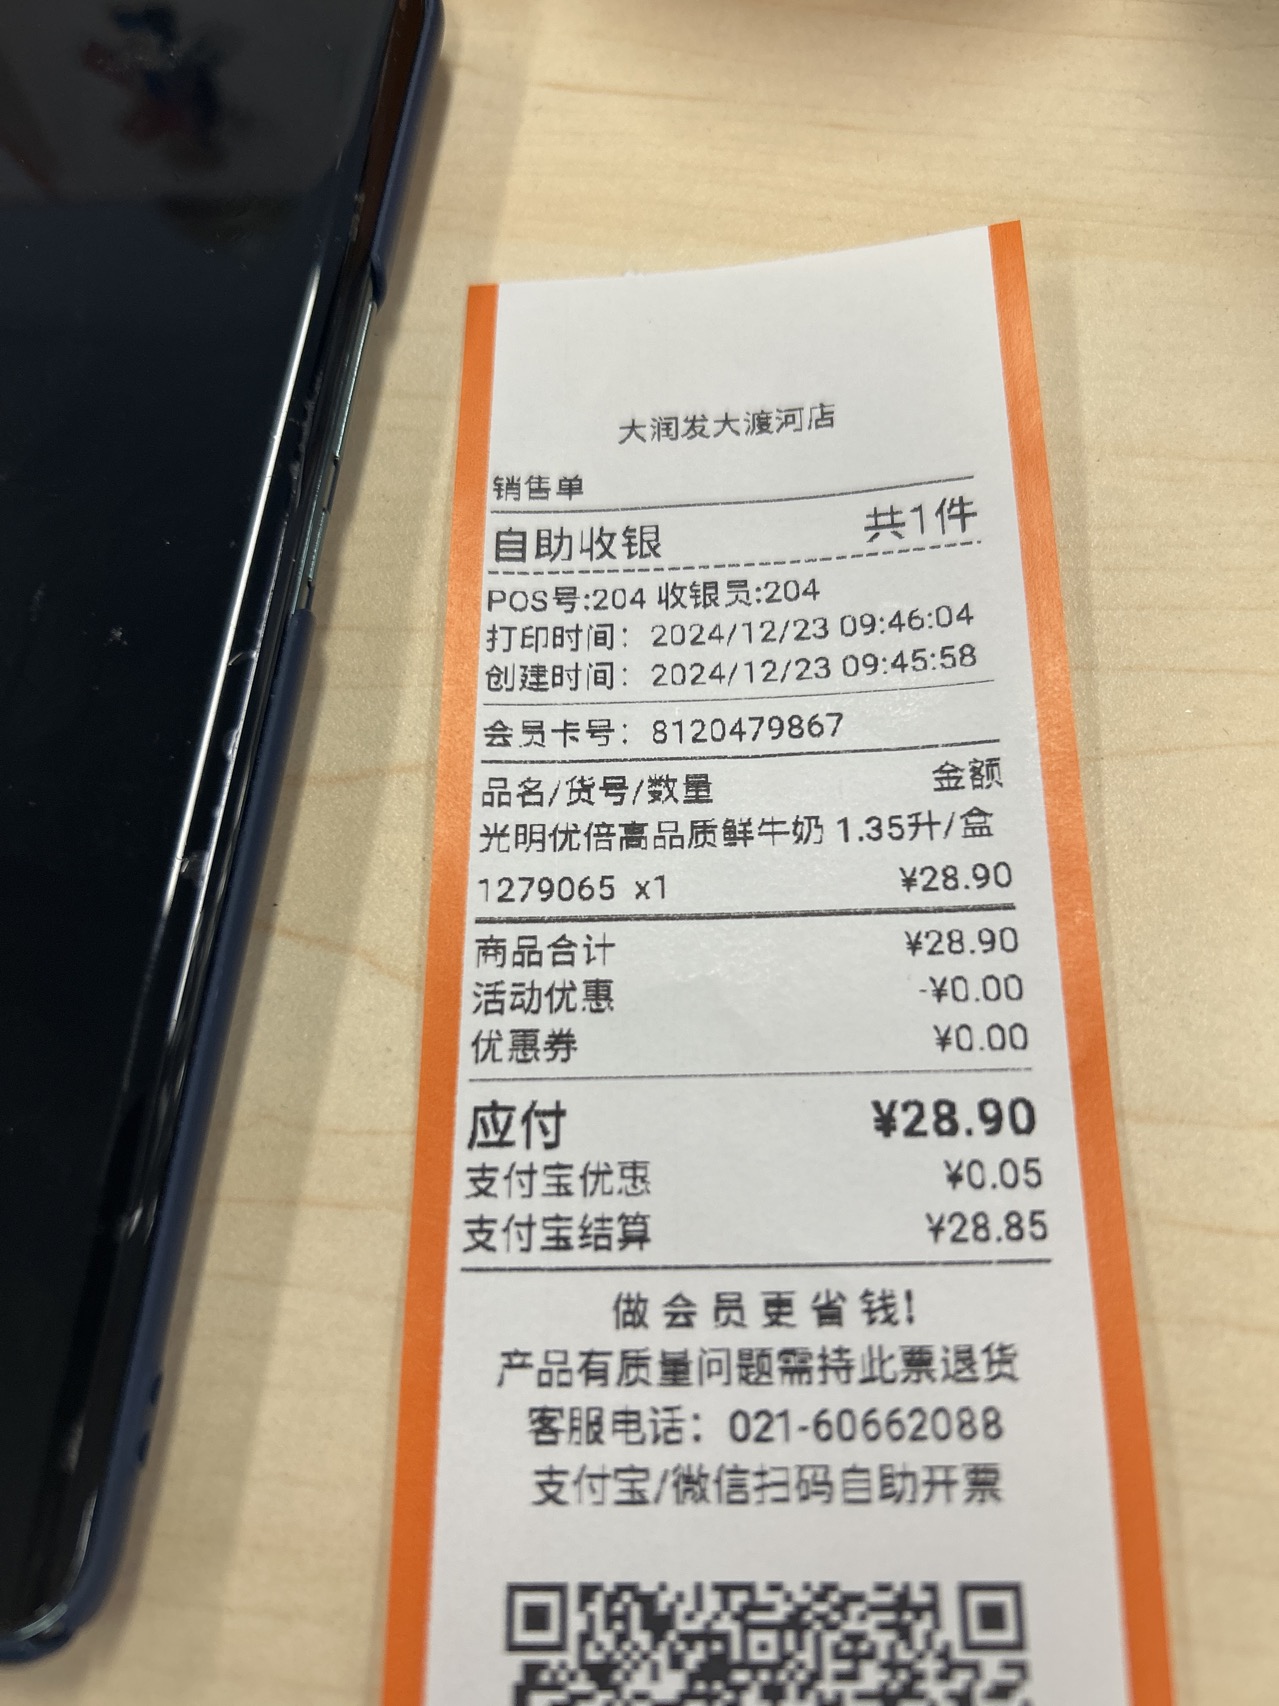 大润发大渡河店
销售单
自助收银 共1件
POS号:204 收银员:204
打印时间：2024/12/23 09:46:04
创建时间：2024/12/23 09:45:58
会员卡号：8120479867
品名/货号/数量 金额
光明优倍高品质鲜牛奶 1.35升/盒
1279065 x1 ¥28.90
商品合计 ¥28.90
活动优惠 -¥0.00
优惠券 ¥0.00
应付 ¥28.90
支付宝优惠 ¥0.05
支付宝结算 ¥28.85
做会员更省钱!
产品有质量问题需持此票退货
客服电话：021-60662088
支付宝/微信扫码自助开票